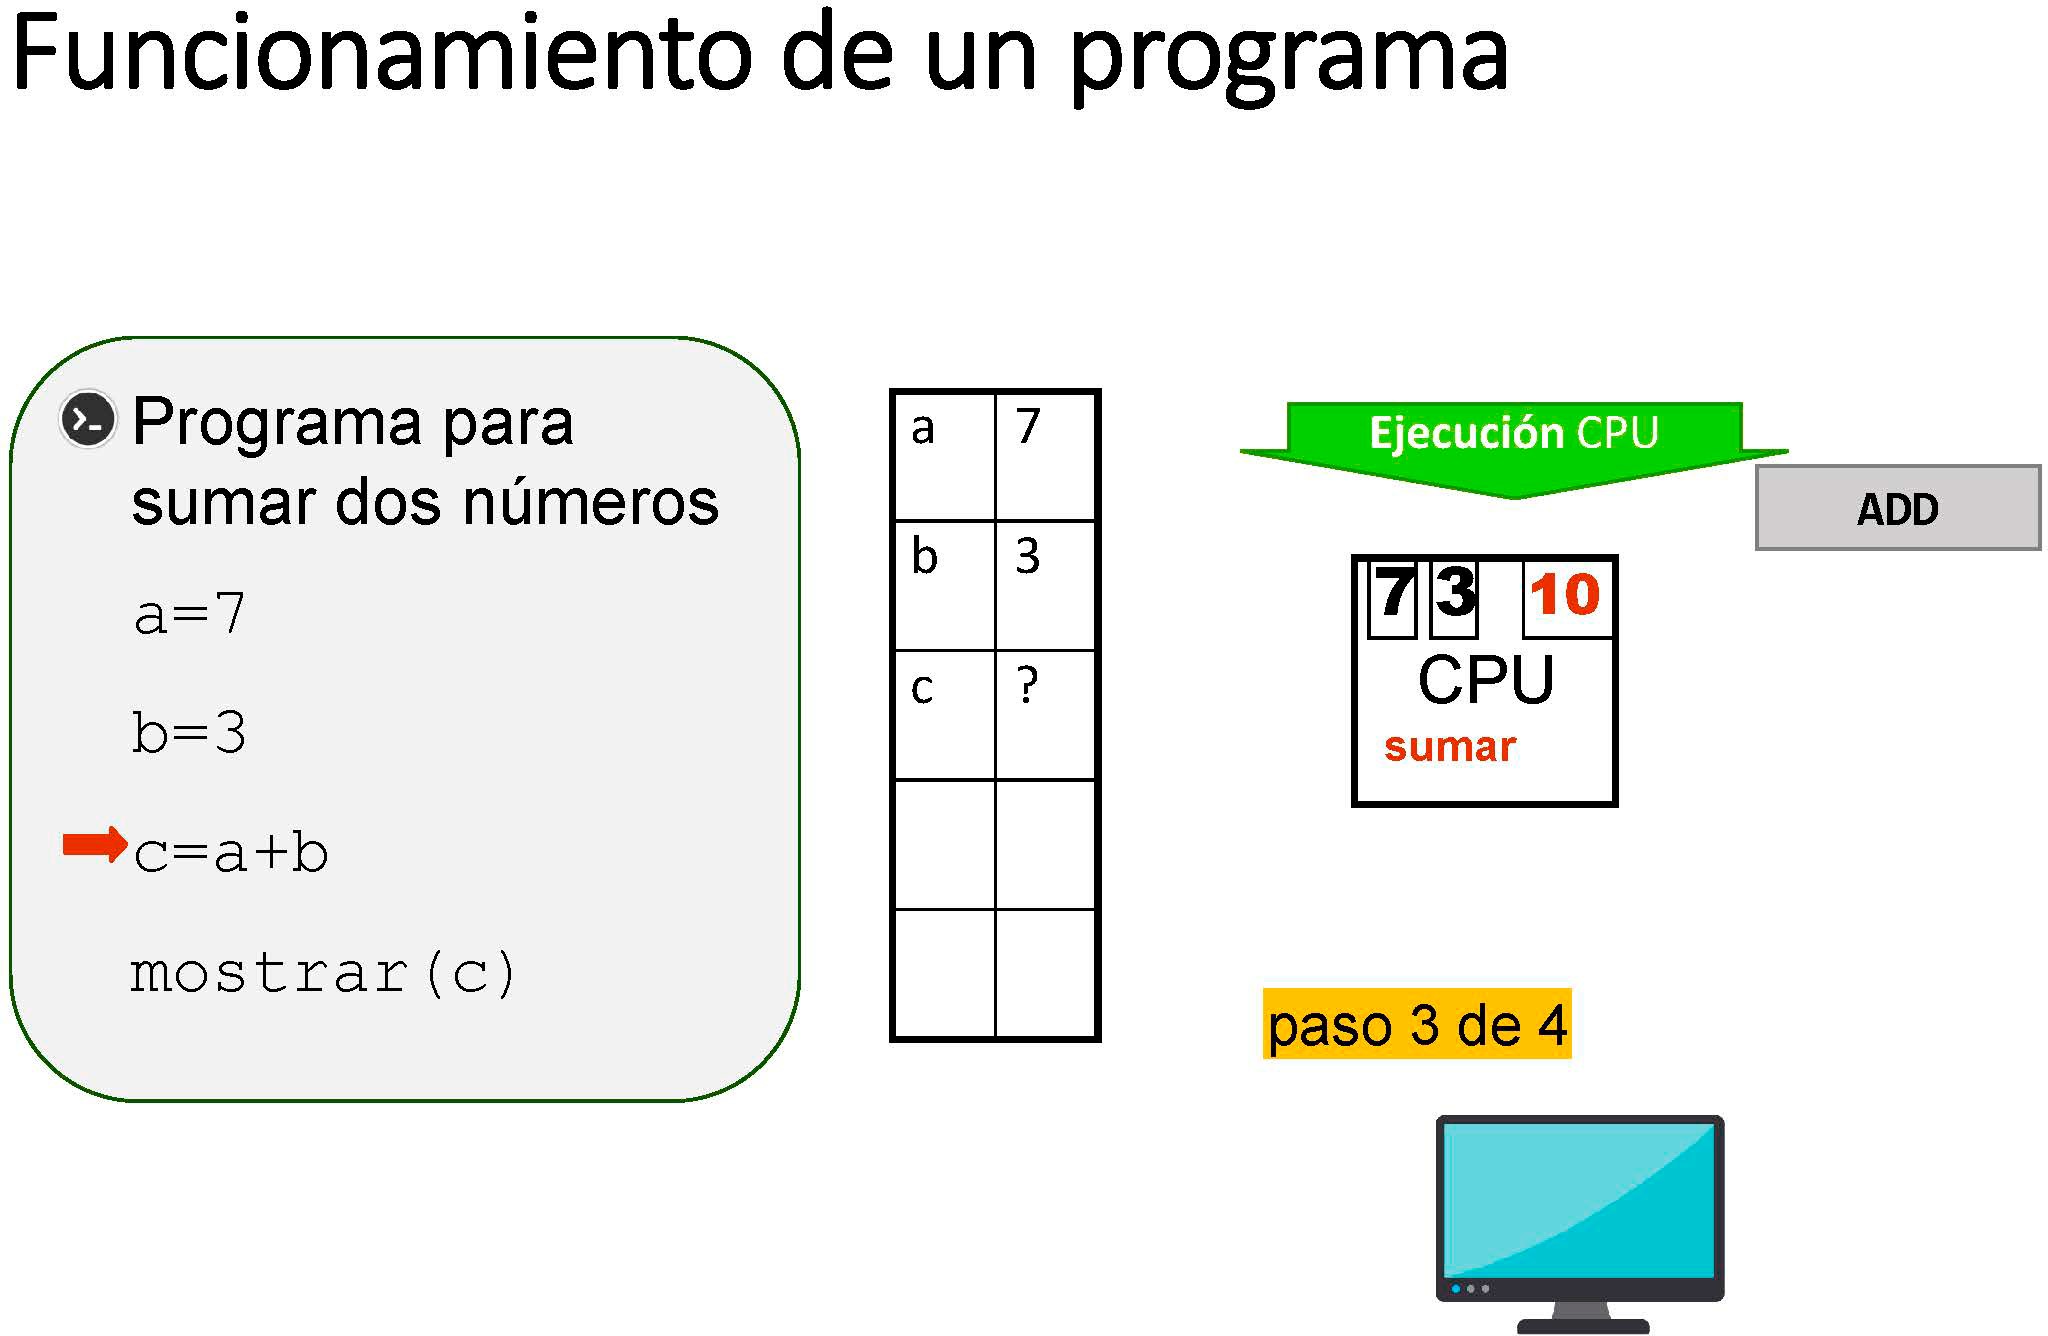 Funcionamiento de un programa
Programa para
sumar dos números
a=7
b=3
c=a+b
mostrar(c)
a 7
b 3
c ?
Ejecución CPU
ADD
7 3 10
CPU
sumar
paso 3 de 4